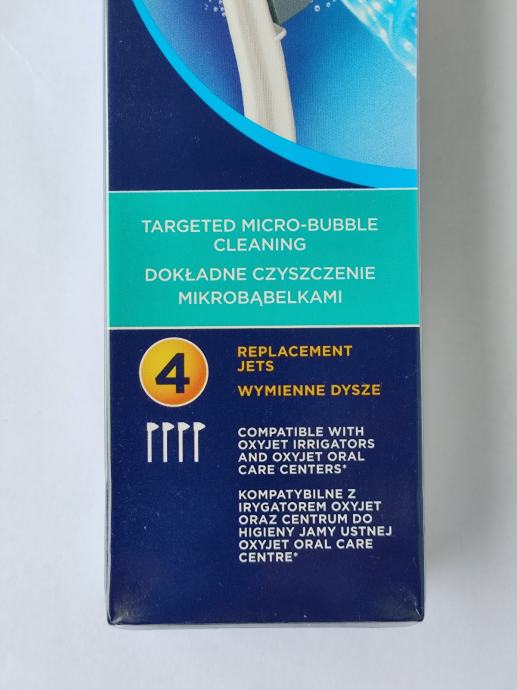 TARGETED MICRO-BUBBLE
CLEANING
DOKŁADNE CZYSZCZENIE
MIKROBĄBELKAMI
4
REPLACEMENT
JETS
WYMIENNE DYSZE
COMPATIBLE WITH
OXYJET IRRIGATORS
AND OXYJET ORAL
CARE CENTERS*
KOMPATYBILNE Z
IRYGATOREM OXYJET
ORAZ CENTRUM DO
HIGIENY JAMY USTNEJ
OXYJET ORAL CARE
CENTRE*